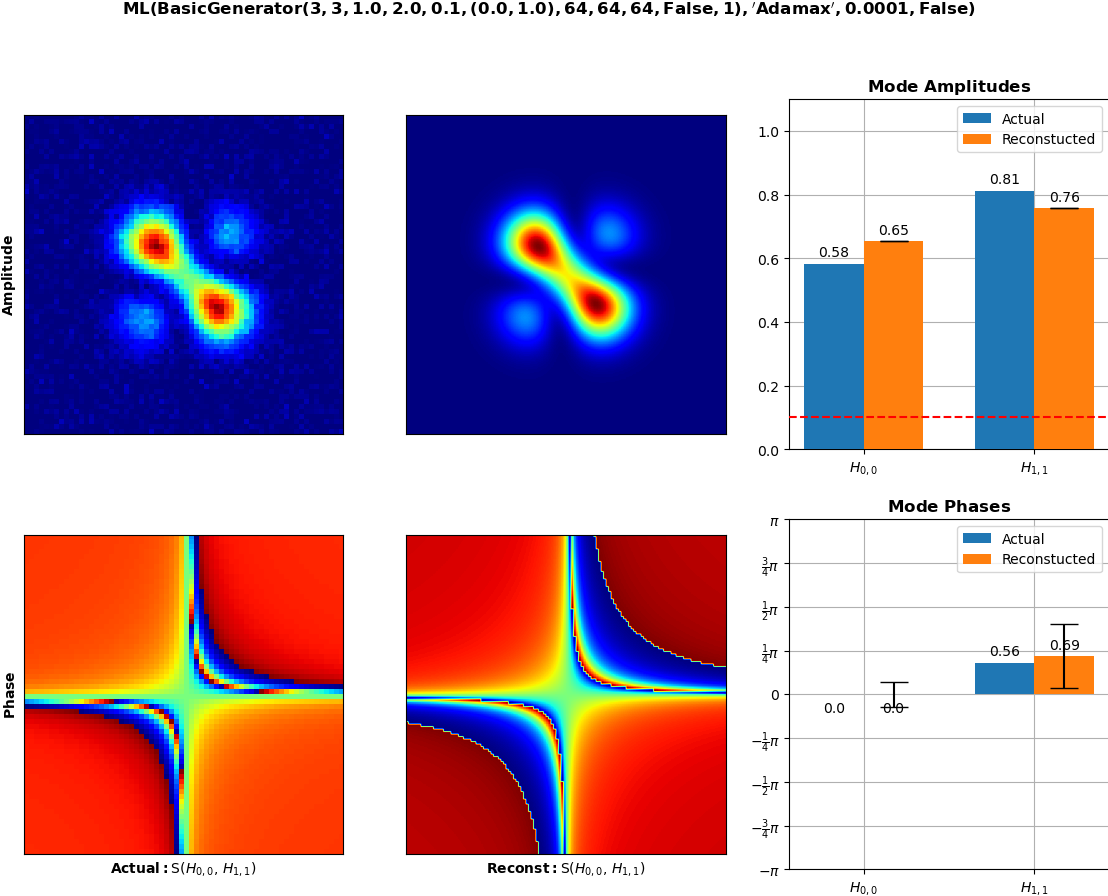 ML(BasicGenerator(3, 3, 1.0, 2.0, 0.1, (0.0, 1.0), 64, 64, 64, False, 1), ′Adamax′, 0.0001, False)
Amplitude
Mode Amplitudes
Actual
Reconstucted
1.0
0.8
0.6
0.4
0.2
0.0
0.58
0.65
0.81
0.76
H0,0
H1,1
Phase
Actual: S(H0,0, H1,1)
Reconst: S(H0,0, H1,1)
Mode Phases
Actual
Reconstucted
π
3/4π
1/2π
1/4π
0
−1/4π
−1/2π
−3/4π
−π
0.0
0.0
0.56
0.69
H0,0
H1,1